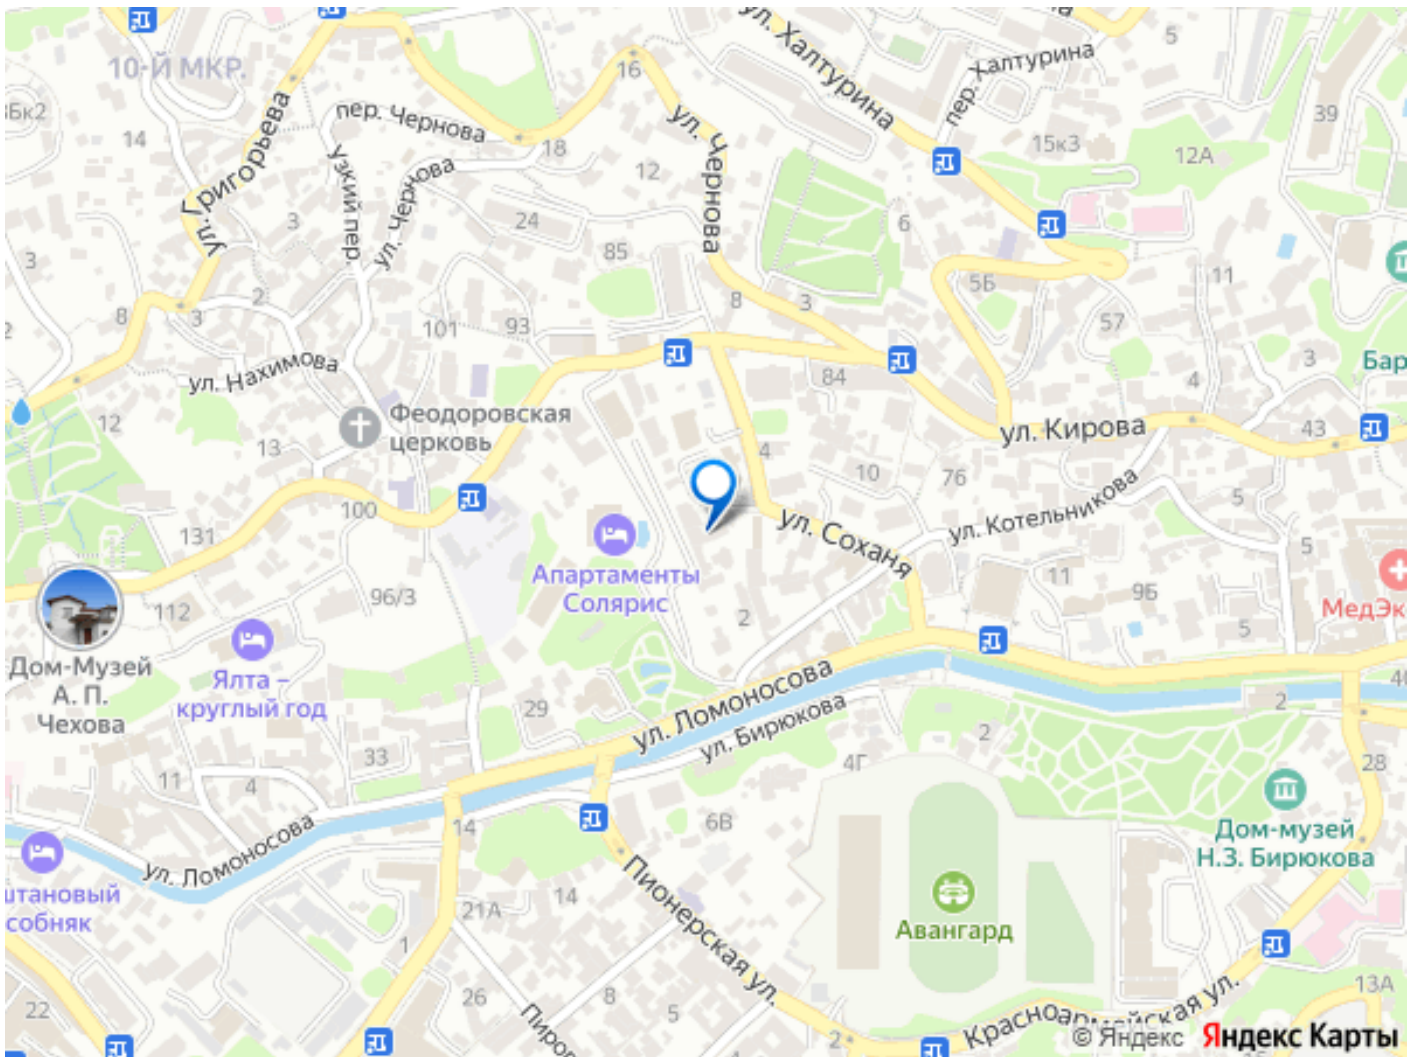 10-Й МКР.
3Бк2
14
ул. Григорьева
пер. Чернова
узкий пер.
ул. Чернова
16
18
12
ул. Чернова
ул. Халтурина
пер. Халтурина
5
15к3
12А
39
3
3
24
85
6
5Б
11
57
8
2
3
101
93
8
3
84
3
4
Бар
ул. Нахимова
Феодоровская
церковь
12
13
100
131
4
10
76
ул. Кирова
43
5
ул. Котельникова
ул. Соханя
Апартаменты
Солярис
96/3
112
2
11
9Б
5
5
МедЭк
Дом-Музей
А. П.
Чехова
Ялта –
круглый год
29
33
11
4
ул. Ломоносова
ул. Бирюкова
2
2
40
28
4Г
6В
14
ул. Ломоносова
штановый
собняк
Дом-музей
Н.З. Бирюкова
Авангард
Пионерская ул.
21А
14
1
26
8
5
22
2
13А
Красноармейская ул.
© Яндекс Яндекс Карты